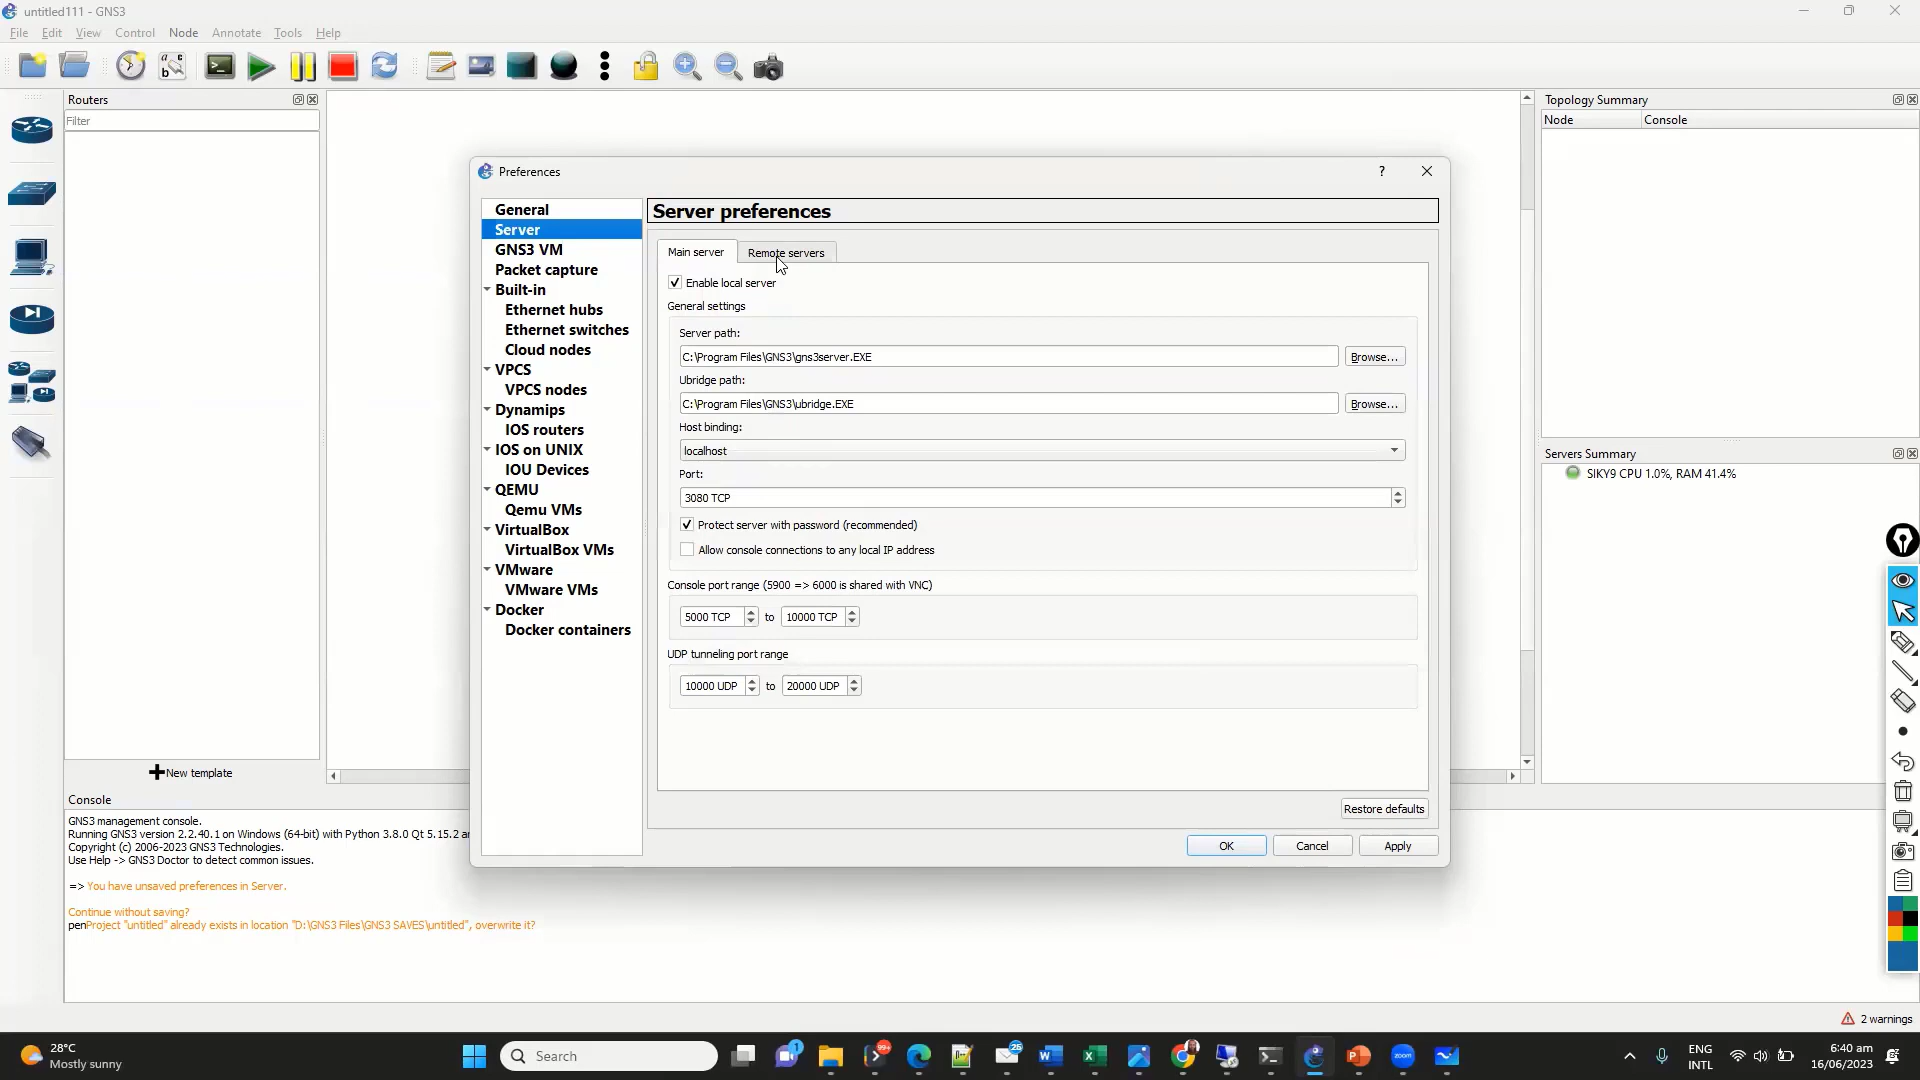 untitled111 - GNS3
File Edit View Control Node Annotate Tools Help
Routers
Filter
New template
Topology Summary
Node Console
Servers Summary
SIKY9 CPU 1.0%, RAM 41.4%
Preferences
?
General
Server
GNS3 VM
Packet capture
Built-in
Ethernet hubs
Ethernet switches
Cloud nodes
VPCS
VPCS nodes
Dynamips
IOS routers
IOS on UNIX
IOU Devices
QEMU
Qemu VMs
VirtualBox
VirtualBox VMs
VMware
VMware VMs
Docker
Docker containers
Server preferences
Main server Remote servers
Enable local server
General settings
Server path:
C:\Program Files\GNS3\gns3server.EXE Browse...
Ubridge path:
C:\Program Files\GNS3\ubridge.EXE Browse...
Host binding:
localhost
Port:
3080 TCP
Protect server with password (recommended)
Allow console connections to any local IP address
Console port range (5900 => 6000 is shared with VNC)
5000 TCP to 10000 TCP
UDP tunneling port range
10000 UDP to 20000 UDP
Restore defaults
OK Cancel Apply
Console
GNS3 management console.
Running GNS3 version 2.2.40.1 on Windows (64-bit) with Python 3.8.0 Qt 5.15.2
Copyright (c) 2006-2023 GNS3 Technologies.
Use Help -> GNS3 Doctor to detect common issues.
=> You have unsaved preferences in Server.
Continue without saving?
penProject "untitled" already exists in location "D:\GNS3 Files\GNS3 SAVES\untitled", overwrite it?
2 warnings
28°C
Mostly sunny
Search
1
99+
25
zoom
ENG
INTL
6:40 am
16/06/2023